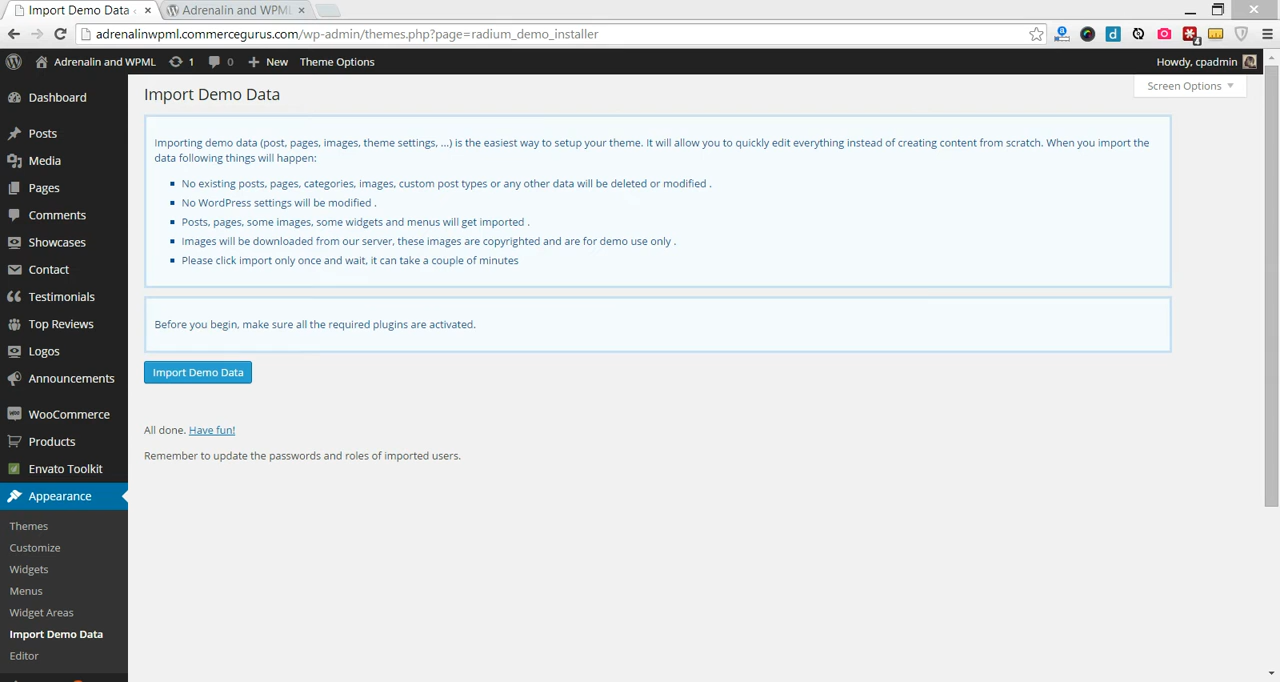 Import Demo Data ‹
Adrenalin and WPML
adrenalinwpml.commercegurus.com/wp-admin/themes.php?page=radium_demo_installer
4
Adrenalin and WPML
1
0
New
Theme Options
Howdy, cpadmin
Dashboard
Posts
Media
Pages
Comments
Showcases
Contact
Testimonials
Top Reviews
Logos
Announcements
WooCommerce
Products
Envato Toolkit
Appearance
Themes
Customize
Widgets
Menus
Widget Areas
Import Demo Data
Editor
Screen Options
Import Demo Data
Importing demo data (post, pages, images, theme settings, ...) is the easiest way to setup your theme. It will allow you to quickly edit everything instead of creating content from scratch. When you import the
data following things will happen:
No existing posts, pages, categories, images, custom post types or any other data will be deleted or modified .
No WordPress settings will be modified .
Posts, pages, some images, some widgets and menus will get imported .
Images will be downloaded from our server, these images are copyrighted and are for demo use only .
Please click import only once and wait, it can take a couple of minutes
Before you begin, make sure all the required plugins are activated.
Import Demo Data
All done. Have fun!
Remember to update the passwords and roles of imported users.